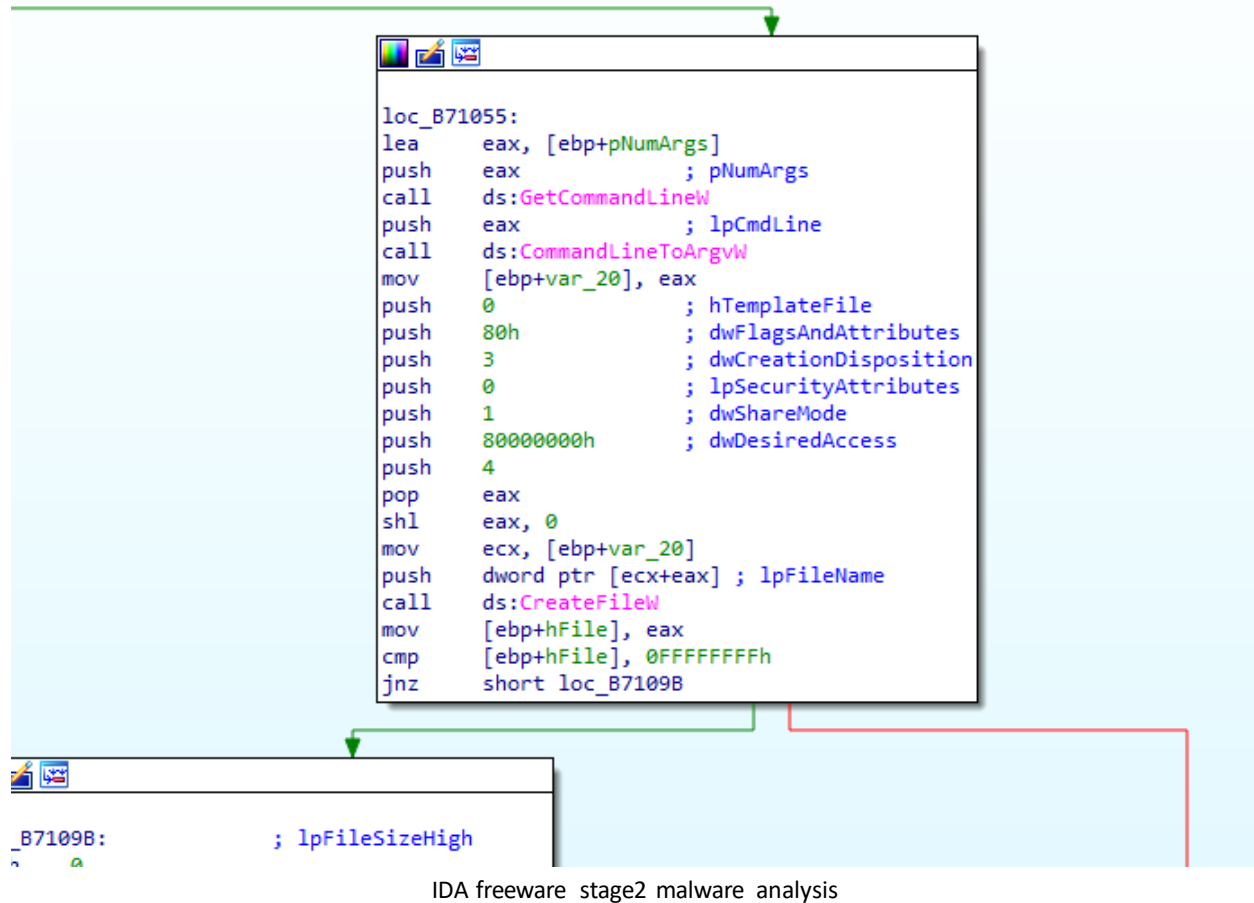 loc_B71055:
lea eax, [ebp+pNumArgs]
push eax ; pNumArgs
call ds:GetCommandLineW
push eax ; lpCmdLine
call ds:CommandLineToArgvW
mov [ebp+var_20], eax
push 0 ; hTemplateFile
push 80h ; dwFlagsAndAttributes
push 3 ; dwCreationDisposition
push 0 ; lpSecurityAttributes
push 1 ; dwShareMode
push 80000000h ; dwDesiredAccess
push 4
pop eax
shl eax, 0
mov ecx, [ebp+var_20]
push dword ptr [ecx+eax] ; lpFileName
call ds:CreateFileW
mov [ebp+hFile], eax
cmp [ebp+hFile], 0FFFFFFFFh
jnz short loc_B7109B
_B7109B: ; lpFileSizeHigh
IDA freeware stage2 malware analysis